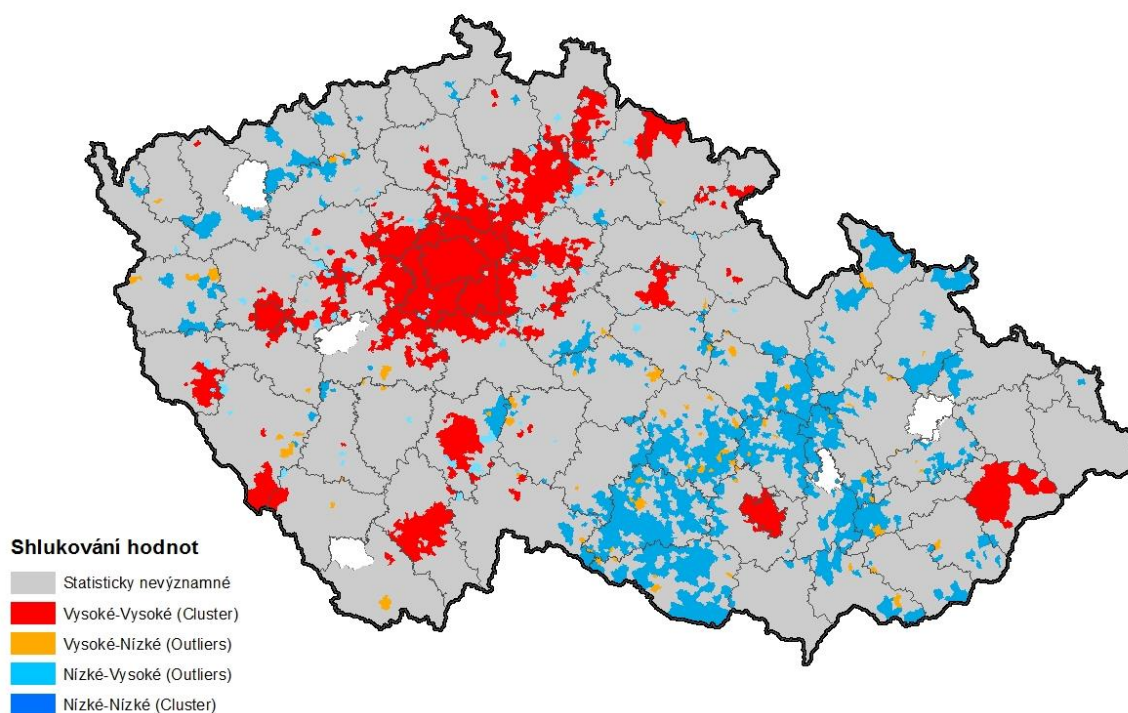 Shlukování hodnot
Statisticky nevýznamné
Vysoké-Vysoké (Cluster)
Vysoké-Nízké (Outliers)
Nízké-Vysoké (Outliers)
Nízké-Nízké (Cluster)